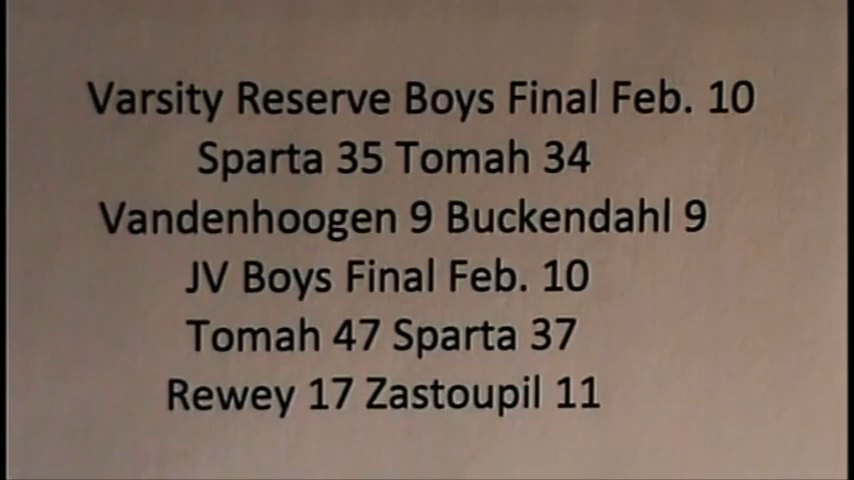 Varsity Reserve Boys Final Feb. 10
Sparta 35 Tomah 34
Vandenhoogen 9 Buckendahl 9
JV Boys Final Feb. 10
Tomah 47 Sparta 37
Rewey 17 Zastoupil 11